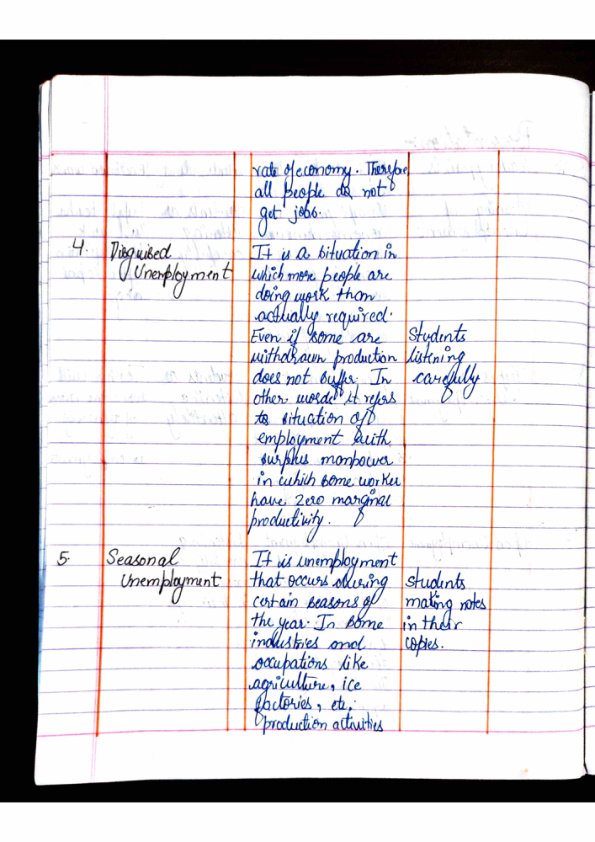 rate of economy. Therefore
all people do not
get jobs.
4. Disguised Unemployment
It is a situation in
which more people are
doing work than
actually required.
Even if some are
withdrawn production
does not suffer. In
other words it refers
to situation of
employment with
surplus manpower
in which some worker
have zero marginal
productivity.
Students
listening
carefully
5 Seasonal
Unemployment
It is unemployment
that occurs during
certain seasons of
the year. In some
industries and
occupations like
agriculture, ice
factories, etc,
production activities
students
making notes
in their
copies.